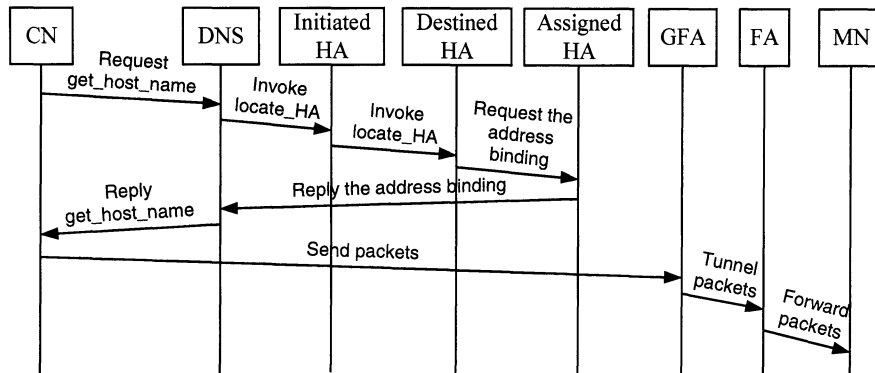 CN
DNS
Initiated
HA
Destined
HA
Assigned
HA
GFA
FA
MN
Request
get_host_name
Invoke
locate_HA
Invoke
locate_HA
Request the
address
binding
Reply the address binding
Reply
get_host_name
Send packets
Tunnel
packets
Forward
packets